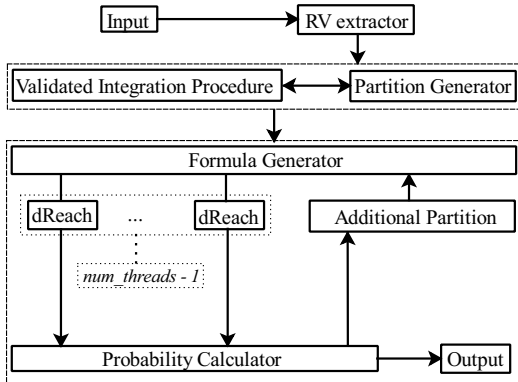 Input
RV extractor
Validated Integration Procedure
Partition Generator
Formula Generator
dReach
...
dReach
Additional Partition
num_threads - 1
Probability Calculator
Output